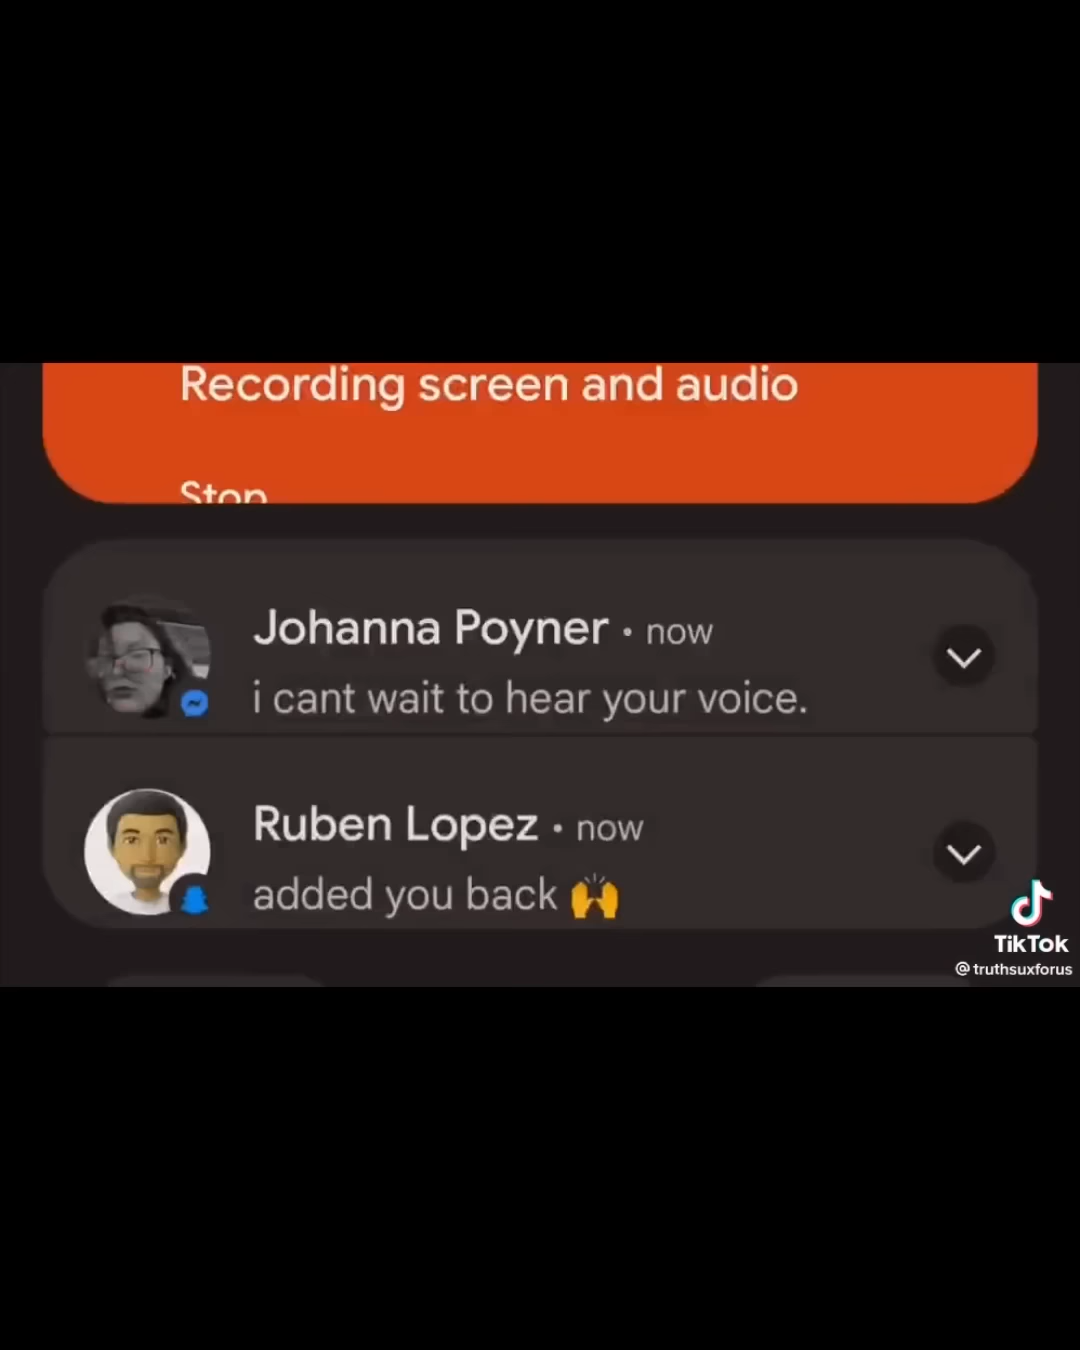 Recording screen and audio
Stop
Johanna Poyner • now
i cant wait to hear your voice.
Ruben Lopez • now
added you back 🙌
TikTok
@truthsuxforus